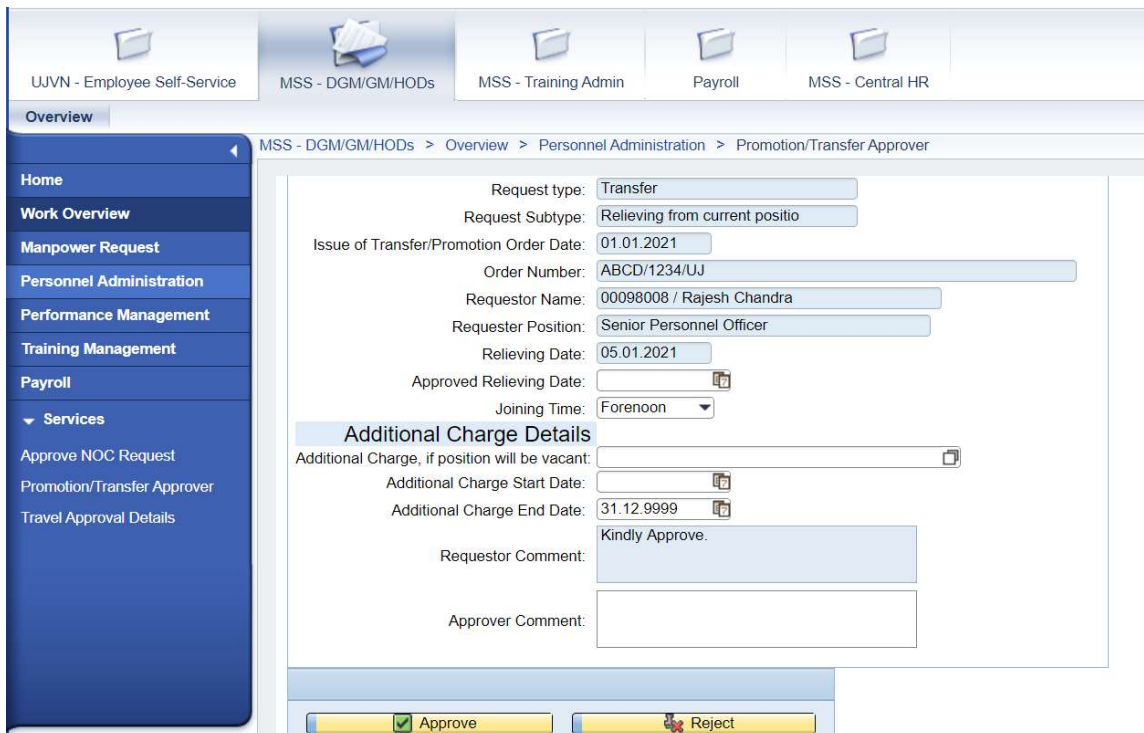 UJVN - Employee Self-Service
MSS - DGM/GM/HODs
MSS - Training Admin
Payroll
MSS - Central HR
Overview
MSS - DGM/GM/HODs > Overview > Personnel Administration > Promotion/Transfer Approver
Home
Work Overview
Manpower Request
Personnel Administration
Performance Management
Training Management
Payroll
Services
Approve NOC Request
Promotion/Transfer Approver
Travel Approval Details
Request type: Transfer
Request Subtype: Relieving from current positio
Issue of Transfer/Promotion Order Date: 01.01.2021
Order Number: ABCD/1234/UJ
Requestor Name: 00098008 / Rajesh Chandra
Requester Position: Senior Personnel Officer
Relieving Date: 05.01.2021
Approved Relieving Date:
Joining Time: Forenoon
Additional Charge Details
Additional Charge, if position will be vacant:
Additional Charge Start Date:
Additional Charge End Date: 31.12.9999
Requestor Comment: Kindly Approve.
Approver Comment:
Approve
Reject